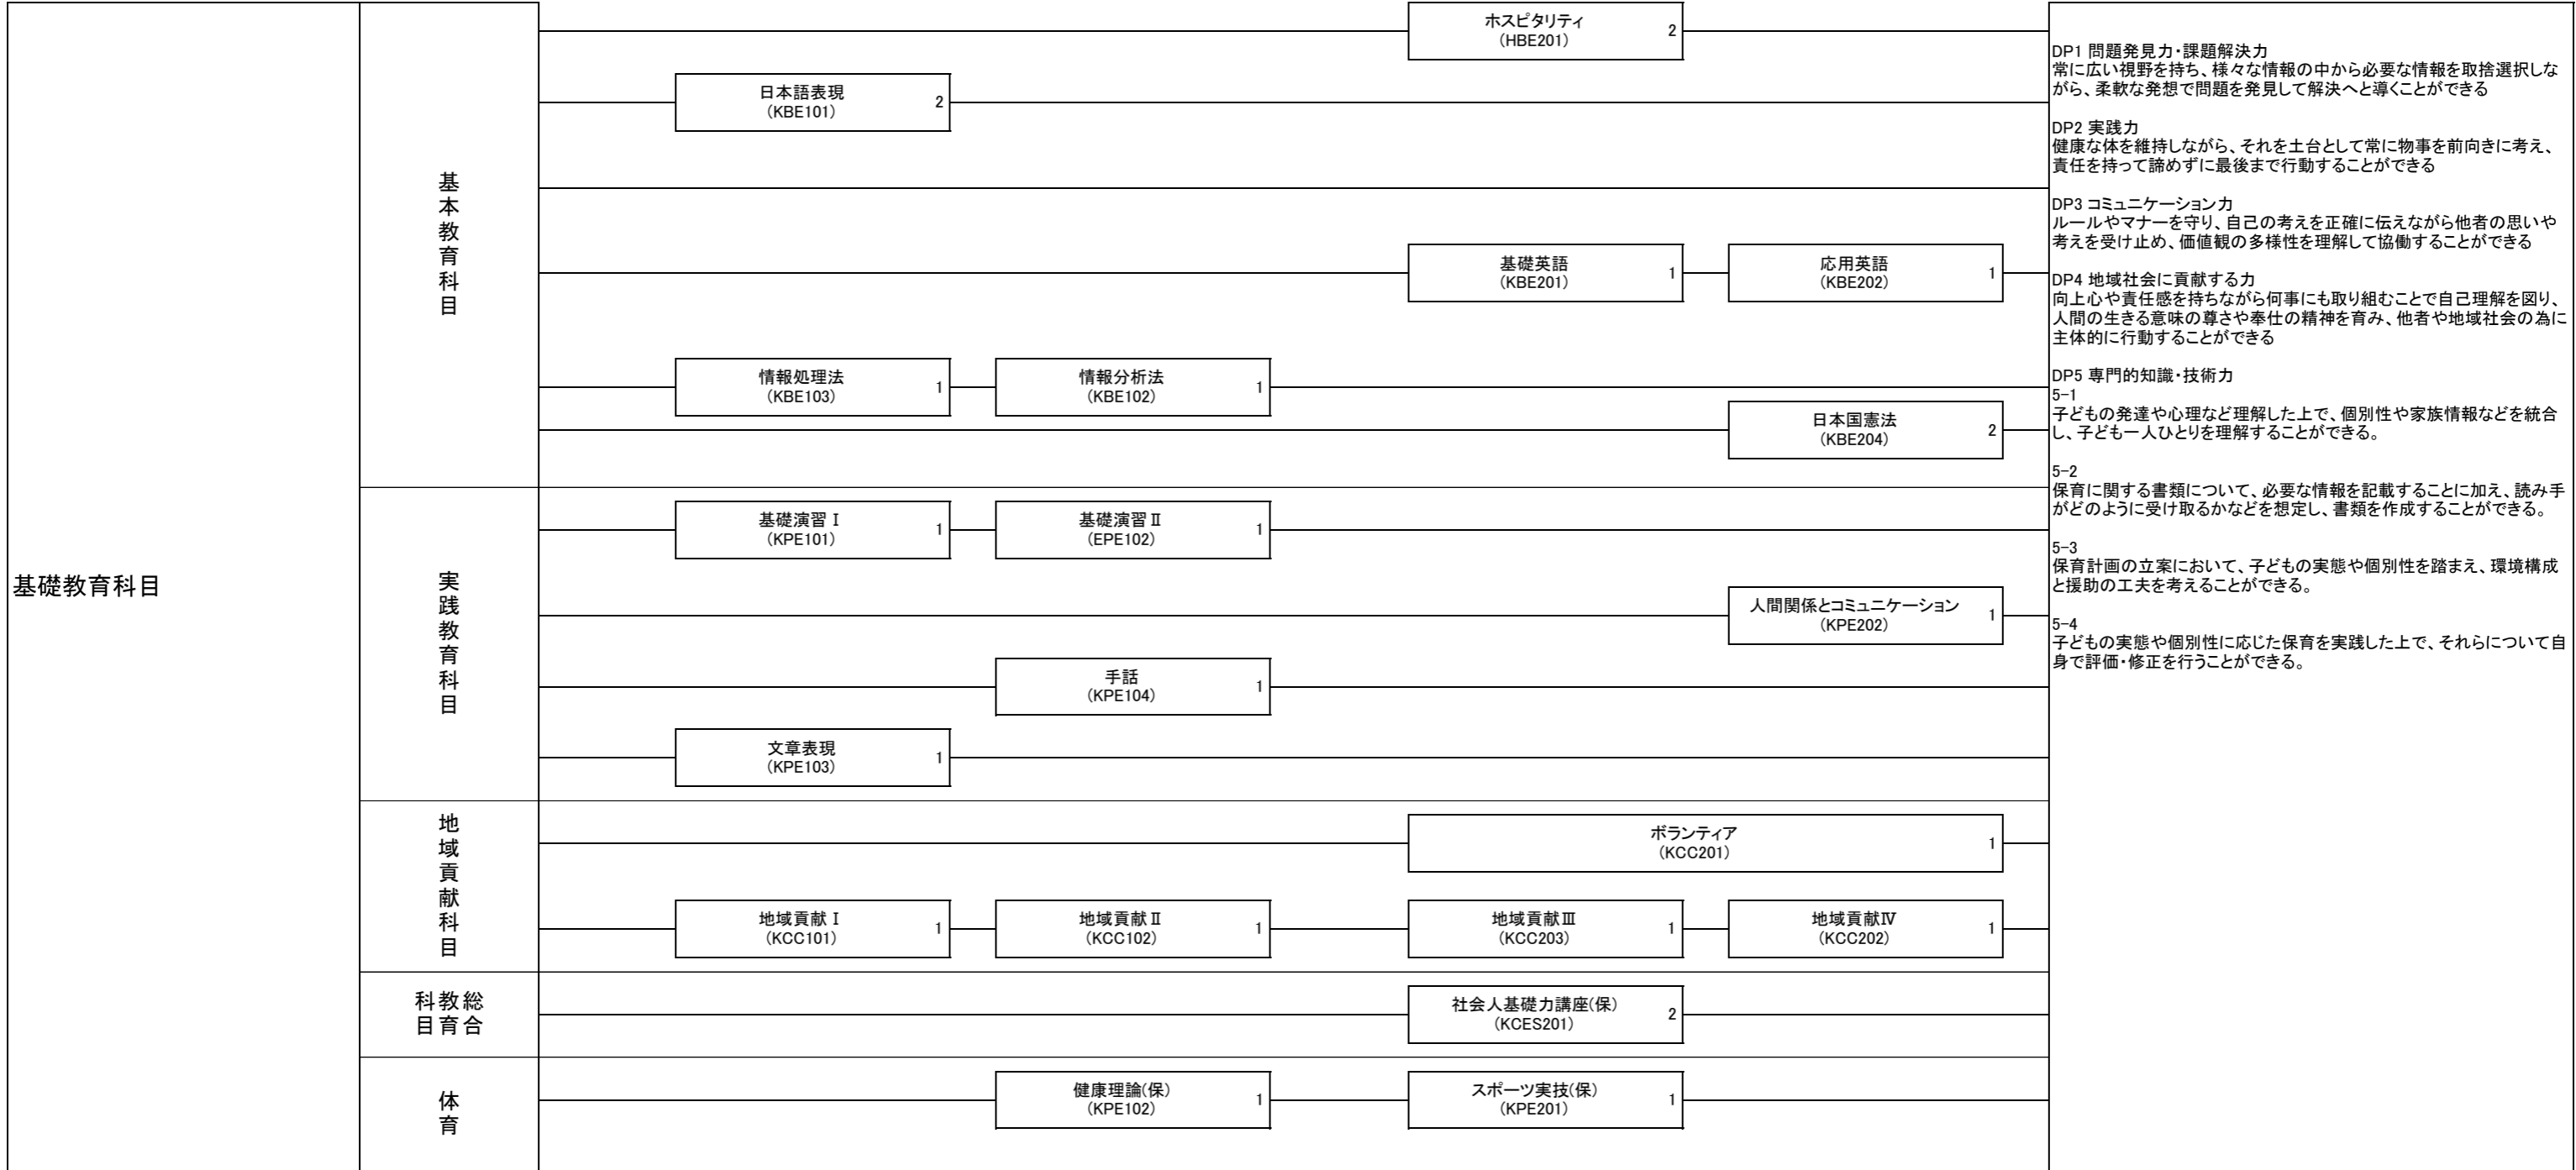 基礎教育科目
基本教育科目
ホスピタリティ
(HBE201)
2
日本語表現
(KBE101)
2
基礎英語
(KBE201)
1
応用英語
(KBE202)
1
情報処理法
(KBE103)
1
情報分析法
(KBE102)
1
日本国憲法
(KBE204)
2
実践教育科目
基礎演習Ⅰ
(KPE101)
1
基礎演習Ⅱ
(EPE102)
1
人間関係とコミュニケーション
(KPE202)
1
手話
(KPE104)
1
文章表現
(KPE103)
1
地域貢献科目
ボランティア
(KCC201)
1
地域貢献Ⅰ
(KCC101)
1
地域貢献Ⅱ
(KCC102)
1
地域貢献Ⅲ
(KCC203)
1
地域貢献Ⅳ
(KCC202)
1
総合
教育
科目
社会人基礎力講座(保)
(KCES201)
2
体育
健康理論(保)
(KPE102)
1
スポーツ実技(保)
(KPE201)
1
DP1 問題発見力・課題解決力
常に広い視野を持ち、様々な情報の中から必要な情報を取捨選択しな
がら、柔軟な発想で問題を発見して解決へと導くことができる
DP2 実践力
健康な体を維持しながら、それを土台として常に物事を前向きに考え、
責任を持って諦めずに最後まで行動することができる
DP3 コミュニケーション力
ルールやマナーを守り、自己の考えを正確に伝えながら他者の思いや
考えを受け止め、価値観の多様性を理解して協働することができる
DP4 地域社会に貢献する力
向上心や責任感を持ちながら何事にも取り組むことで自己理解を図り、
人間の生きる意味の尊さや奉仕の精神を育み、他者や地域社会の為に
主体的に行動することができる
DP5 専門的知識・技術力
5-1
子どもの発達や心理など理解した上で、個別性や家族情報などを統合
し、子ども一人ひとりを理解することができる。
5-2
保育に関する書類について、必要な情報を記載することに加え、読み手
がどのように受け取るかなどを想定し、書類を作成することができる。
5-3
保育計画の立案において、子どもの実態や個別性を踏まえ、環境構成
と援助の工夫を考えることができる。
5-4
子どもの実態や個別性に応じた保育を実践した上で、それらについて自
身で評価・修正を行うことができる。